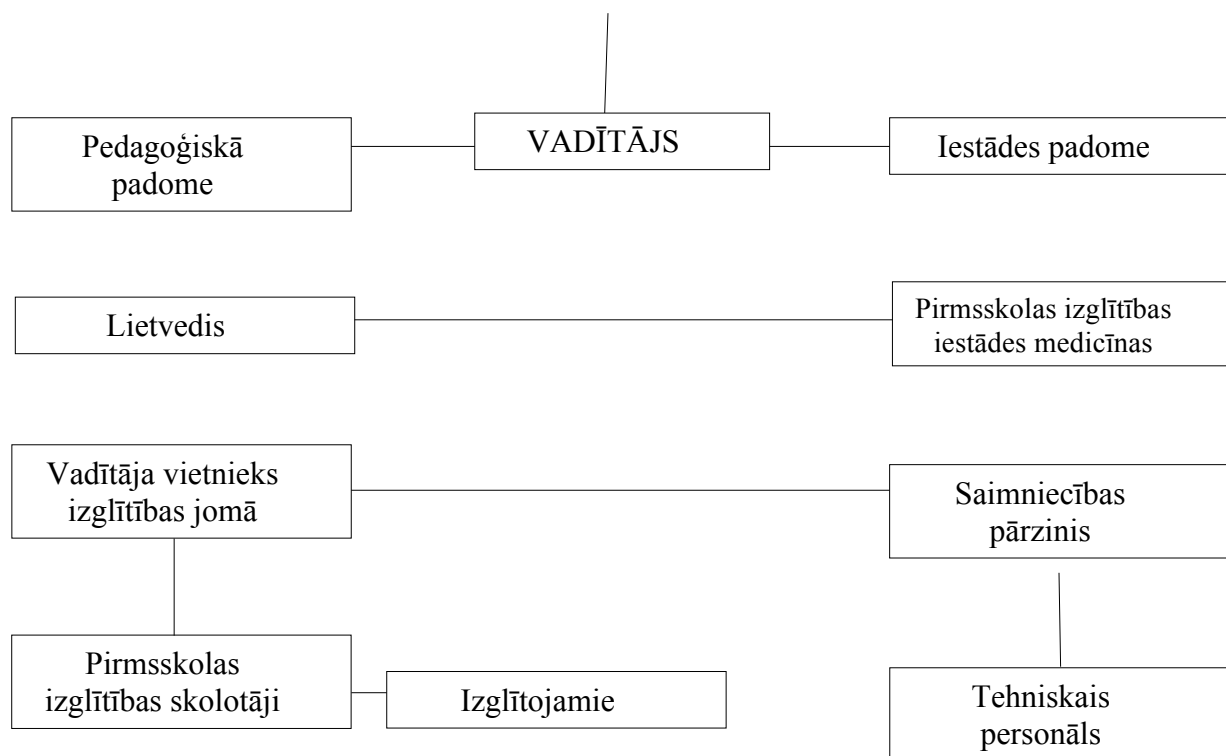 Pedagoģiskā
padome
VADĪTĀJS
Iestādes padome
Lietvedis
Pirmsskolas izglītības
iestādes medicīnas
Vadītāja vietnieks
izglītības jomā
Saimniecības
pārzinis
Pirmsskolas
izglītības skolotāji
Izglītojamie
Tehniskais
personāls